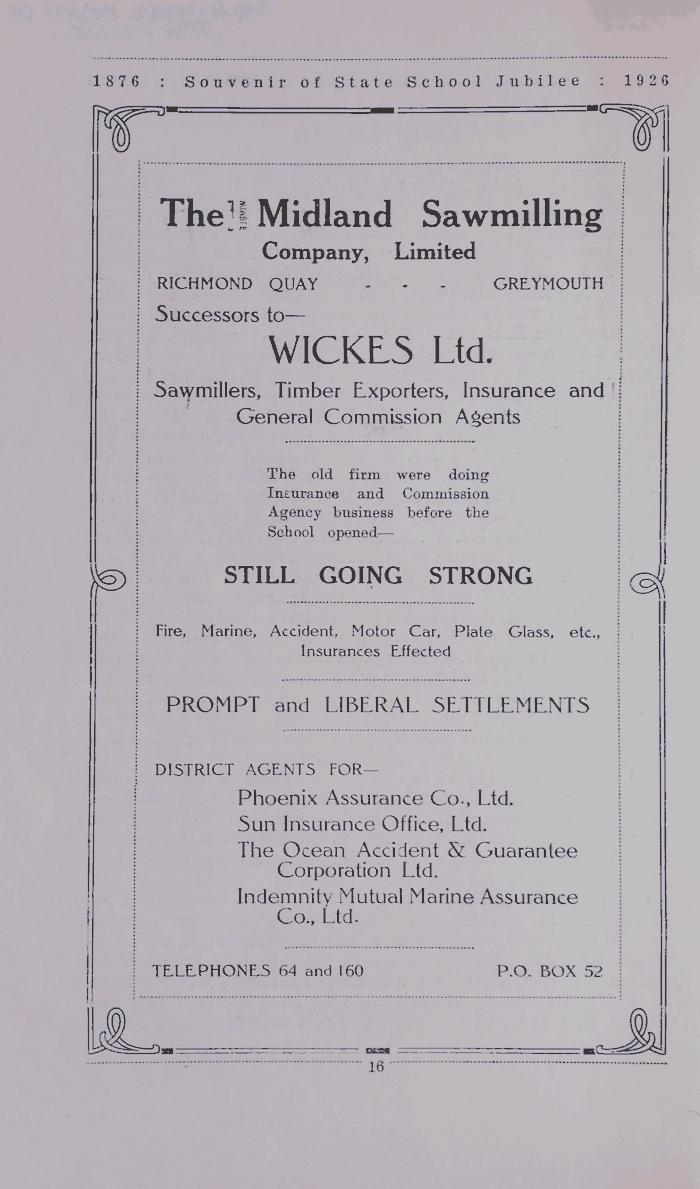 1876 : Souvenir of State School Jubilee : 1926
The Midland Sawmilling
Company, Limited
RICHMOND QUAY - - - GREYMOUTH
Successors to—
WICKES Ltd.
Sawmillers, Timber Exporters, Insurance and
General Commission Agents
The old firm were doing
Insurance and Commission
Agency business before the
School opened—
STILL GOING STRONG
Fire, Marine, Accident, Motor Car, Plate Glass, etc.,
Insurances Effected
PROMPT and LIBERAL SETTLEMENTS
DISTRICT AGENTS FOR—
Phoenix Assurance Co., Ltd.
Sun Insurance Office, Ltd.
The Ocean Accident & Guarantee
Corporation Ltd.
Indemnity Mutual Marine Assurance
Co., Ltd.
TELEPHONES 64 and 160 P.O. BOX 52
16